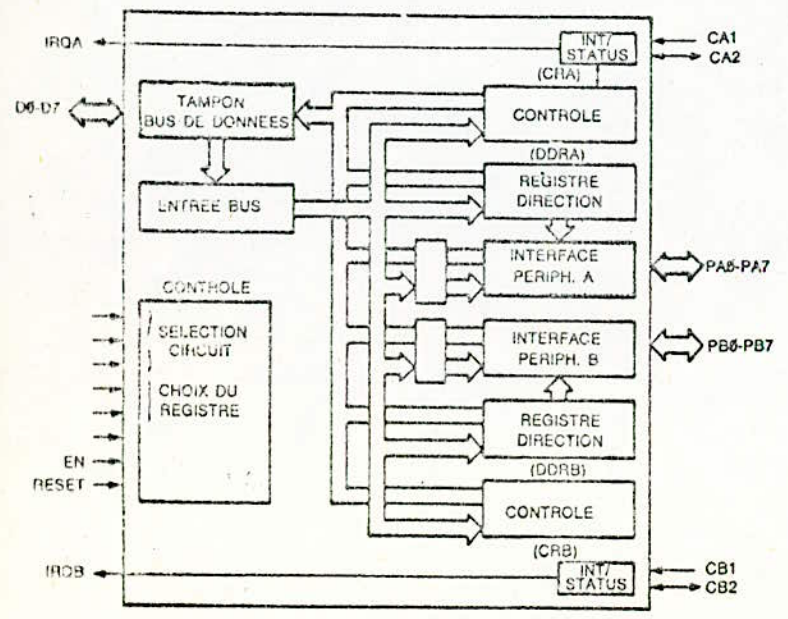 IRQA
INT/
STATUS
CA1
CA2
(CRA)
D0-D7
TAMPON
BUS DE DONNEES
CONTROLE
(DDRA)
REGISTRE
DIRECTION
ENTREE BUS
INTERFACE
PERIPH. A
PA0-PA7
CONTROLE
SELECTION
CIRCUIT
CHOIX DU
REGISTRE
INTERFACE
PERIPH. B
PB0-PB7
REGISTRE
DIRECTION
(DDRB)
EN
RESET
CONTROLE
(CRB)
IRQB
INT/
STATUS
CB1
CB2